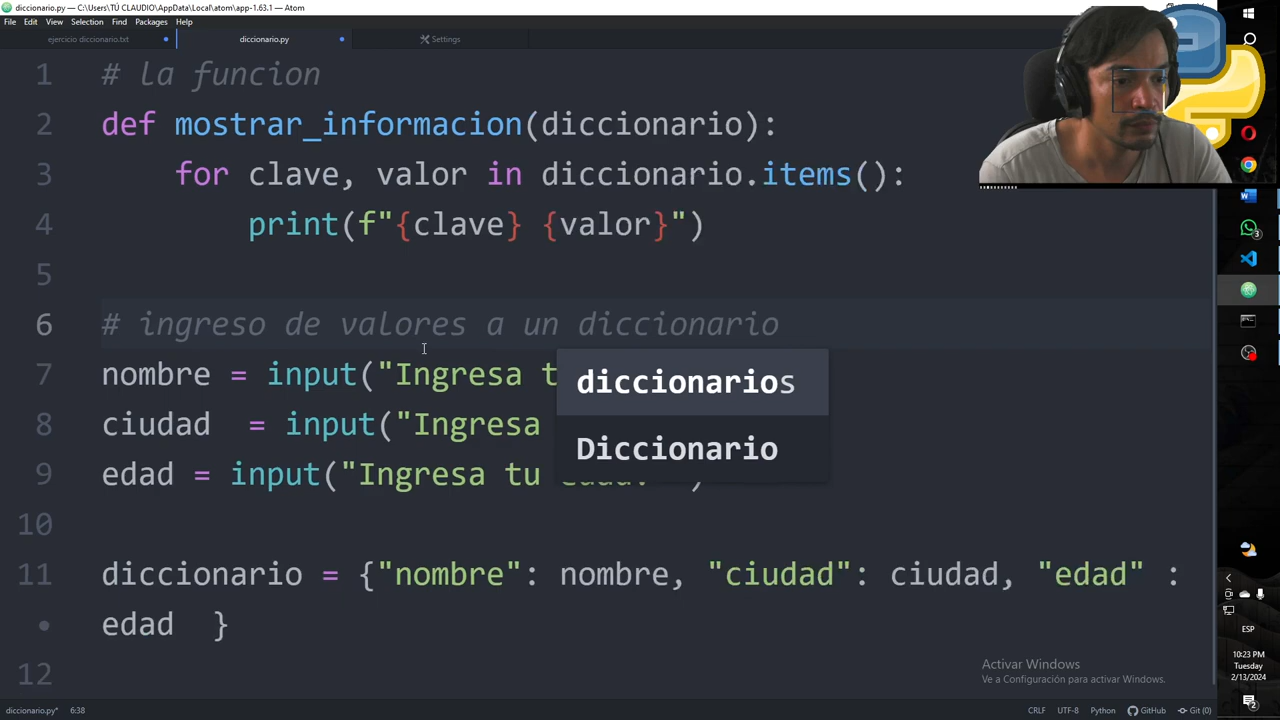 diccionario.py — C:\Users\TÚ CLAUDIO\AppData\Local\atom\app-1.63.1 — Atom
File Edit View Selection Find Packages Help
ejercicio diccionario.txt diccionario.py Settings
1 # la funcion
2 def mostrar_informacion(diccionario):
3 for clave, valor in diccionario.items():
4 print(f"{clave} {valor}")
5
6 # ingreso de valores a un diccionario
7 nombre = input("Ingresa t
diccionarios
8 ciudad = input("Ingresa
Diccionario
9 edad = input("Ingresa tu edad: ")
10
11 diccionario = {"nombre": nombre, "ciudad": ciudad, "edad" :
• edad }
12
Activar Windows
Ve a Configuración para activar Windows.
diccionario.py* 6:38 CRLF UTF-8 Python GitHub Git (0)
3
ESP
10:23 PM
Tuesday
2/13/2024
2